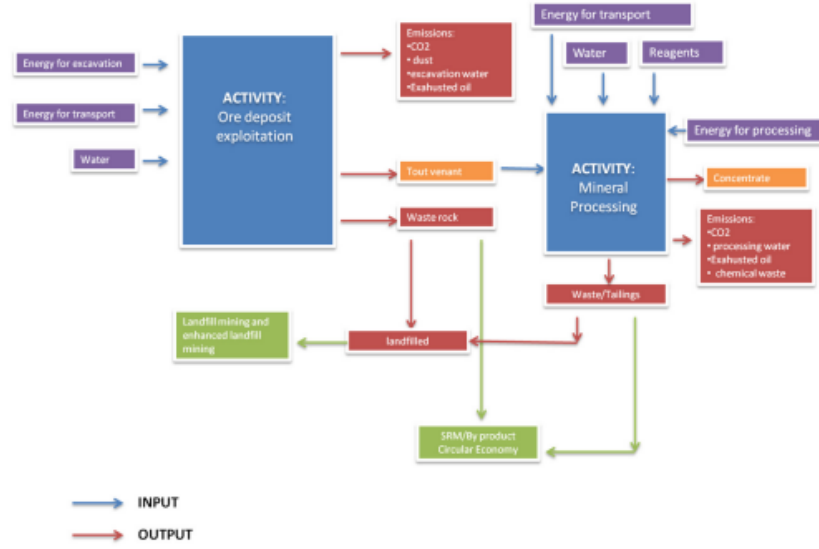 Energy for excavation
Energy for transport
Water
ACTIVITY:
Ore deposit
exploitation
Emissions:
•CO2
• dust
•excavation water
•Exahusted oil
Tout venant
Waste rock
Energy for transport
Water
Reagents
Energy for processing
ACTIVITY:
Mineral
Processing
Concentrate
Emissions:
•CO2
• processing water
•Exahusted oil
• chemical waste
Waste/Tailings
Landfill mining and
enhanced landfill
mining
landfilled
SRM/By product
Circular Economy
INPUT
OUTPUT